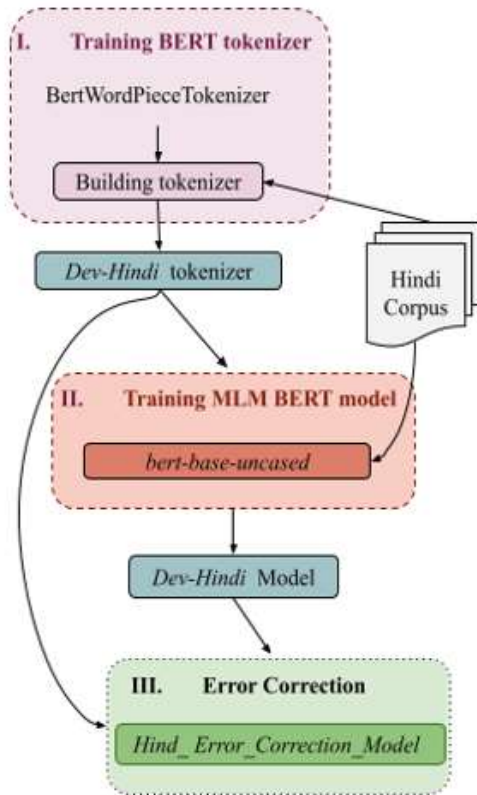 I. Training BERT tokenizer
BertWordPieceTokenizer
Building tokenizer
Dev-Hindi tokenizer
Hindi
Corpus
II. Training MLM BERT model
bert-base-uncased
Dev-Hindi Model
III. Error Correction
Hind_Error_Correction_Model